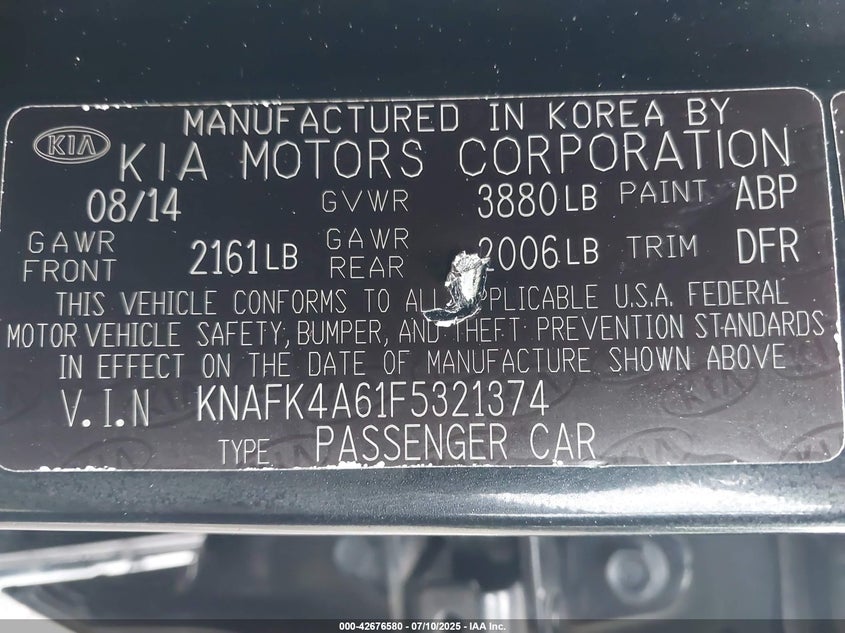 MANUFACTURED IN KOREA BY
KIA KIA MOTORS CORPORATION
08/14 GVWR 3880LB PAINT ABP
GAWR FRONT 2161LB GAWR REAR 2006LB TRIM DFR
THIS VEHICLE CONFORMS TO ALL APPLICABLE U.S.A. FEDERAL
MOTOR VEHICLE SAFETY, BUMPER, AND THEFT PREVENTION STANDARDS
IN EFFECT ON THE DATE OF MANUFACTURE SHOWN ABOVE
V.I.N KNAFK4A61F5321374
TYPE PASSENGER CAR
000-42676580 - 07/10/2025 - IAA Inc.